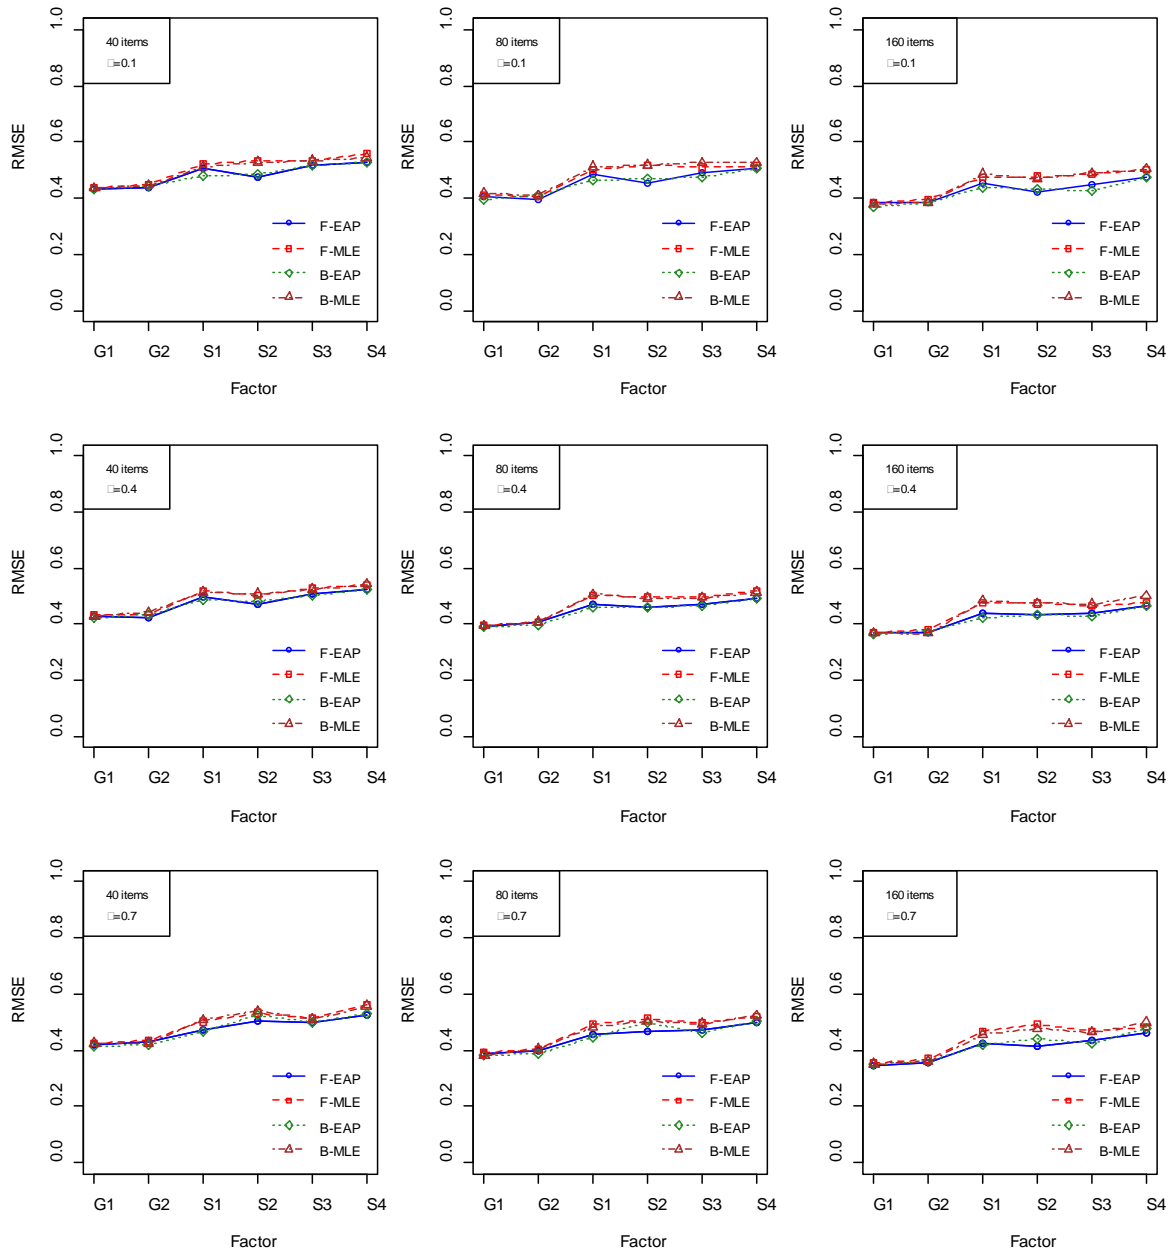 40 items
□=0.1
RMSE
1.0
0.8
0.6
0.4
0.2
0.0
F-EAP
F-MLE
B-EAP
B-MLE
G1 G2 S1 S2 S3 S4
Factor
80 items
□=0.1
RMSE
1.0
0.8
0.6
0.4
0.2
0.0
F-EAP
F-MLE
B-EAP
B-MLE
G1 G2 S1 S2 S3 S4
Factor
160 items
□=0.1
RMSE
1.0
0.8
0.6
0.4
0.2
0.0
F-EAP
F-MLE
B-EAP
B-MLE
G1 G2 S1 S2 S3 S4
Factor
40 items
□=0.4
RMSE
1.0
0.8
0.6
0.4
0.2
0.0
F-EAP
F-MLE
B-EAP
B-MLE
G1 G2 S1 S2 S3 S4
Factor
80 items
□=0.4
RMSE
1.0
0.8
0.6
0.4
0.2
0.0
F-EAP
F-MLE
B-EAP
B-MLE
G1 G2 S1 S2 S3 S4
Factor
160 items
□=0.4
RMSE
1.0
0.8
0.6
0.4
0.2
0.0
F-EAP
F-MLE
B-EAP
B-MLE
G1 G2 S1 S2 S3 S4
Factor
40 items
□=0.7
RMSE
1.0
0.8
0.6
0.4
0.2
0.0
F-EAP
F-MLE
B-EAP
B-MLE
G1 G2 S1 S2 S3 S4
Factor
80 items
□=0.7
RMSE
1.0
0.8
0.6
0.4
0.2
0.0
F-EAP
F-MLE
B-EAP
B-MLE
G1 G2 S1 S2 S3 S4
Factor
160 items
□=0.7
RMSE
1.0
0.8
0.6
0.4
0.2
0.0
F-EAP
F-MLE
B-EAP
B-MLE
G1 G2 S1 S2 S3 S4
Factor